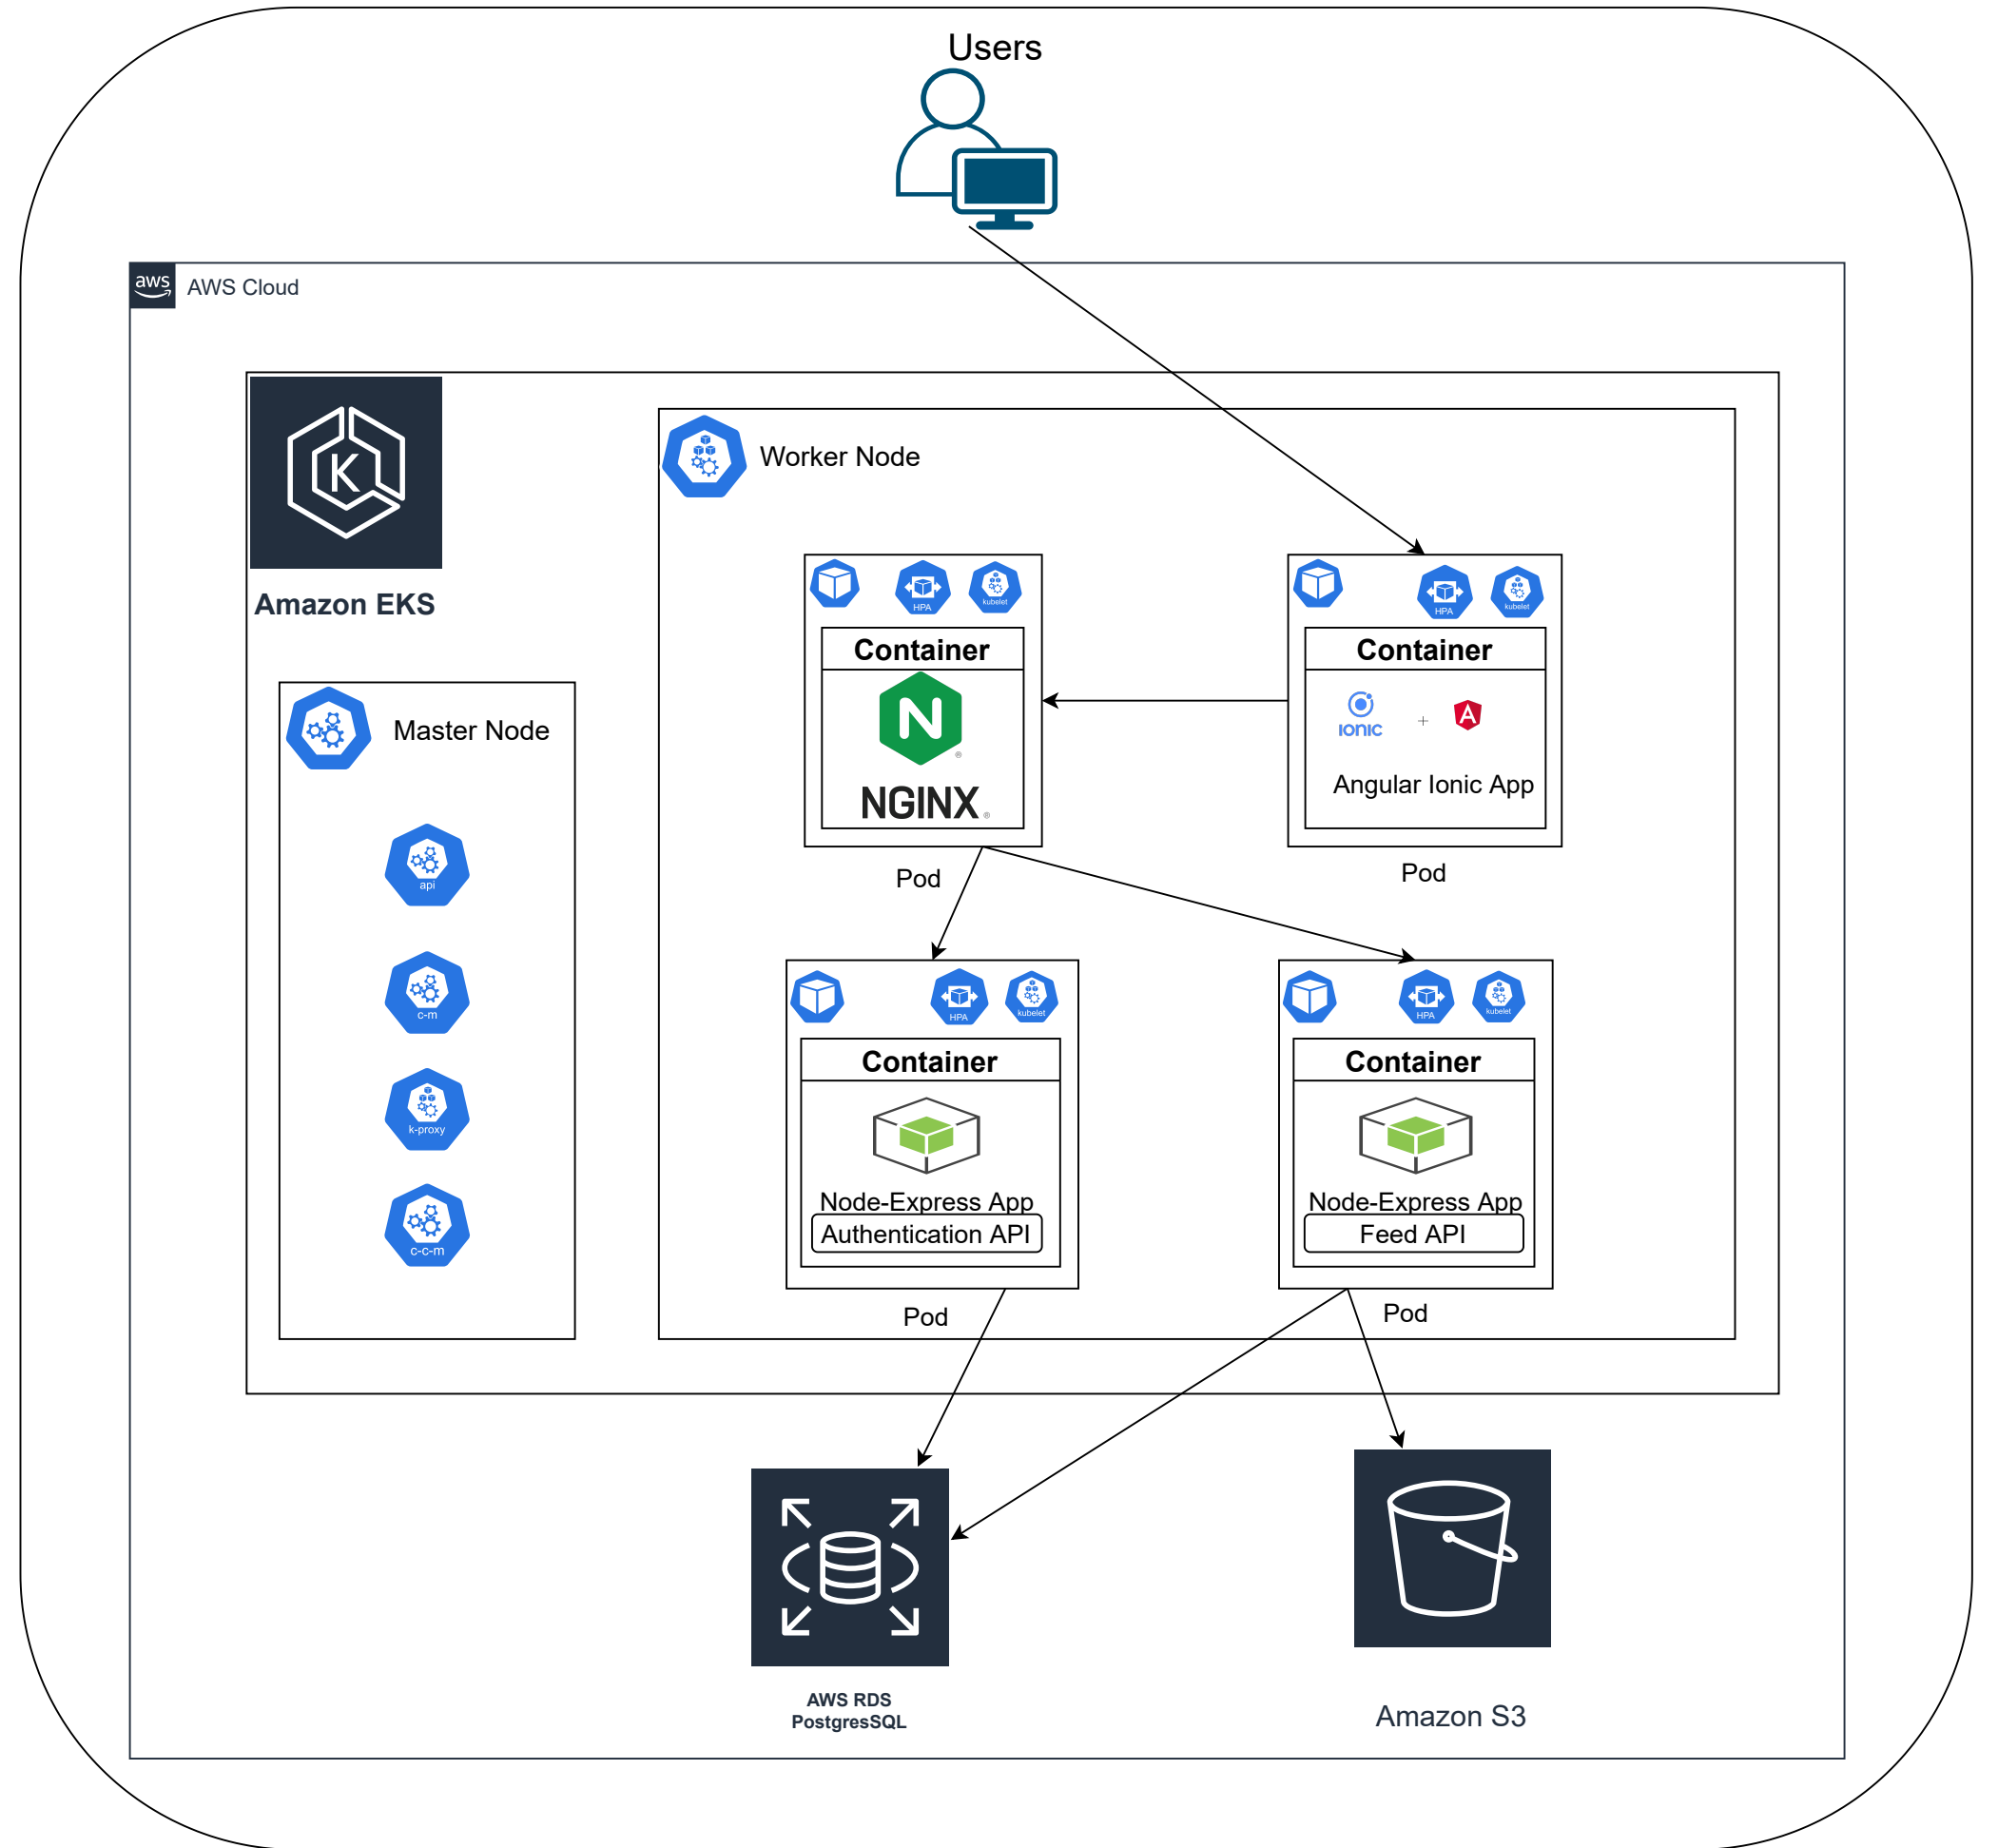 Users
aws
AWS Cloud
K
Amazon EKS
Worker Node
HPA
kubelet
HPA
kubelet
Container
Container
N
®
NGINX®
IONIC
+
A
Angular Ionic App
Pod
Pod
Master Node
api
c-m
k-proxy
c-c-m
HPA
kubelet
HPA
kubelet
Container
Container
Node-Express App
Authentication API
Node-Express App
Feed API
Pod
Pod
AWS RDS
PostgresSQL
Amazon S3